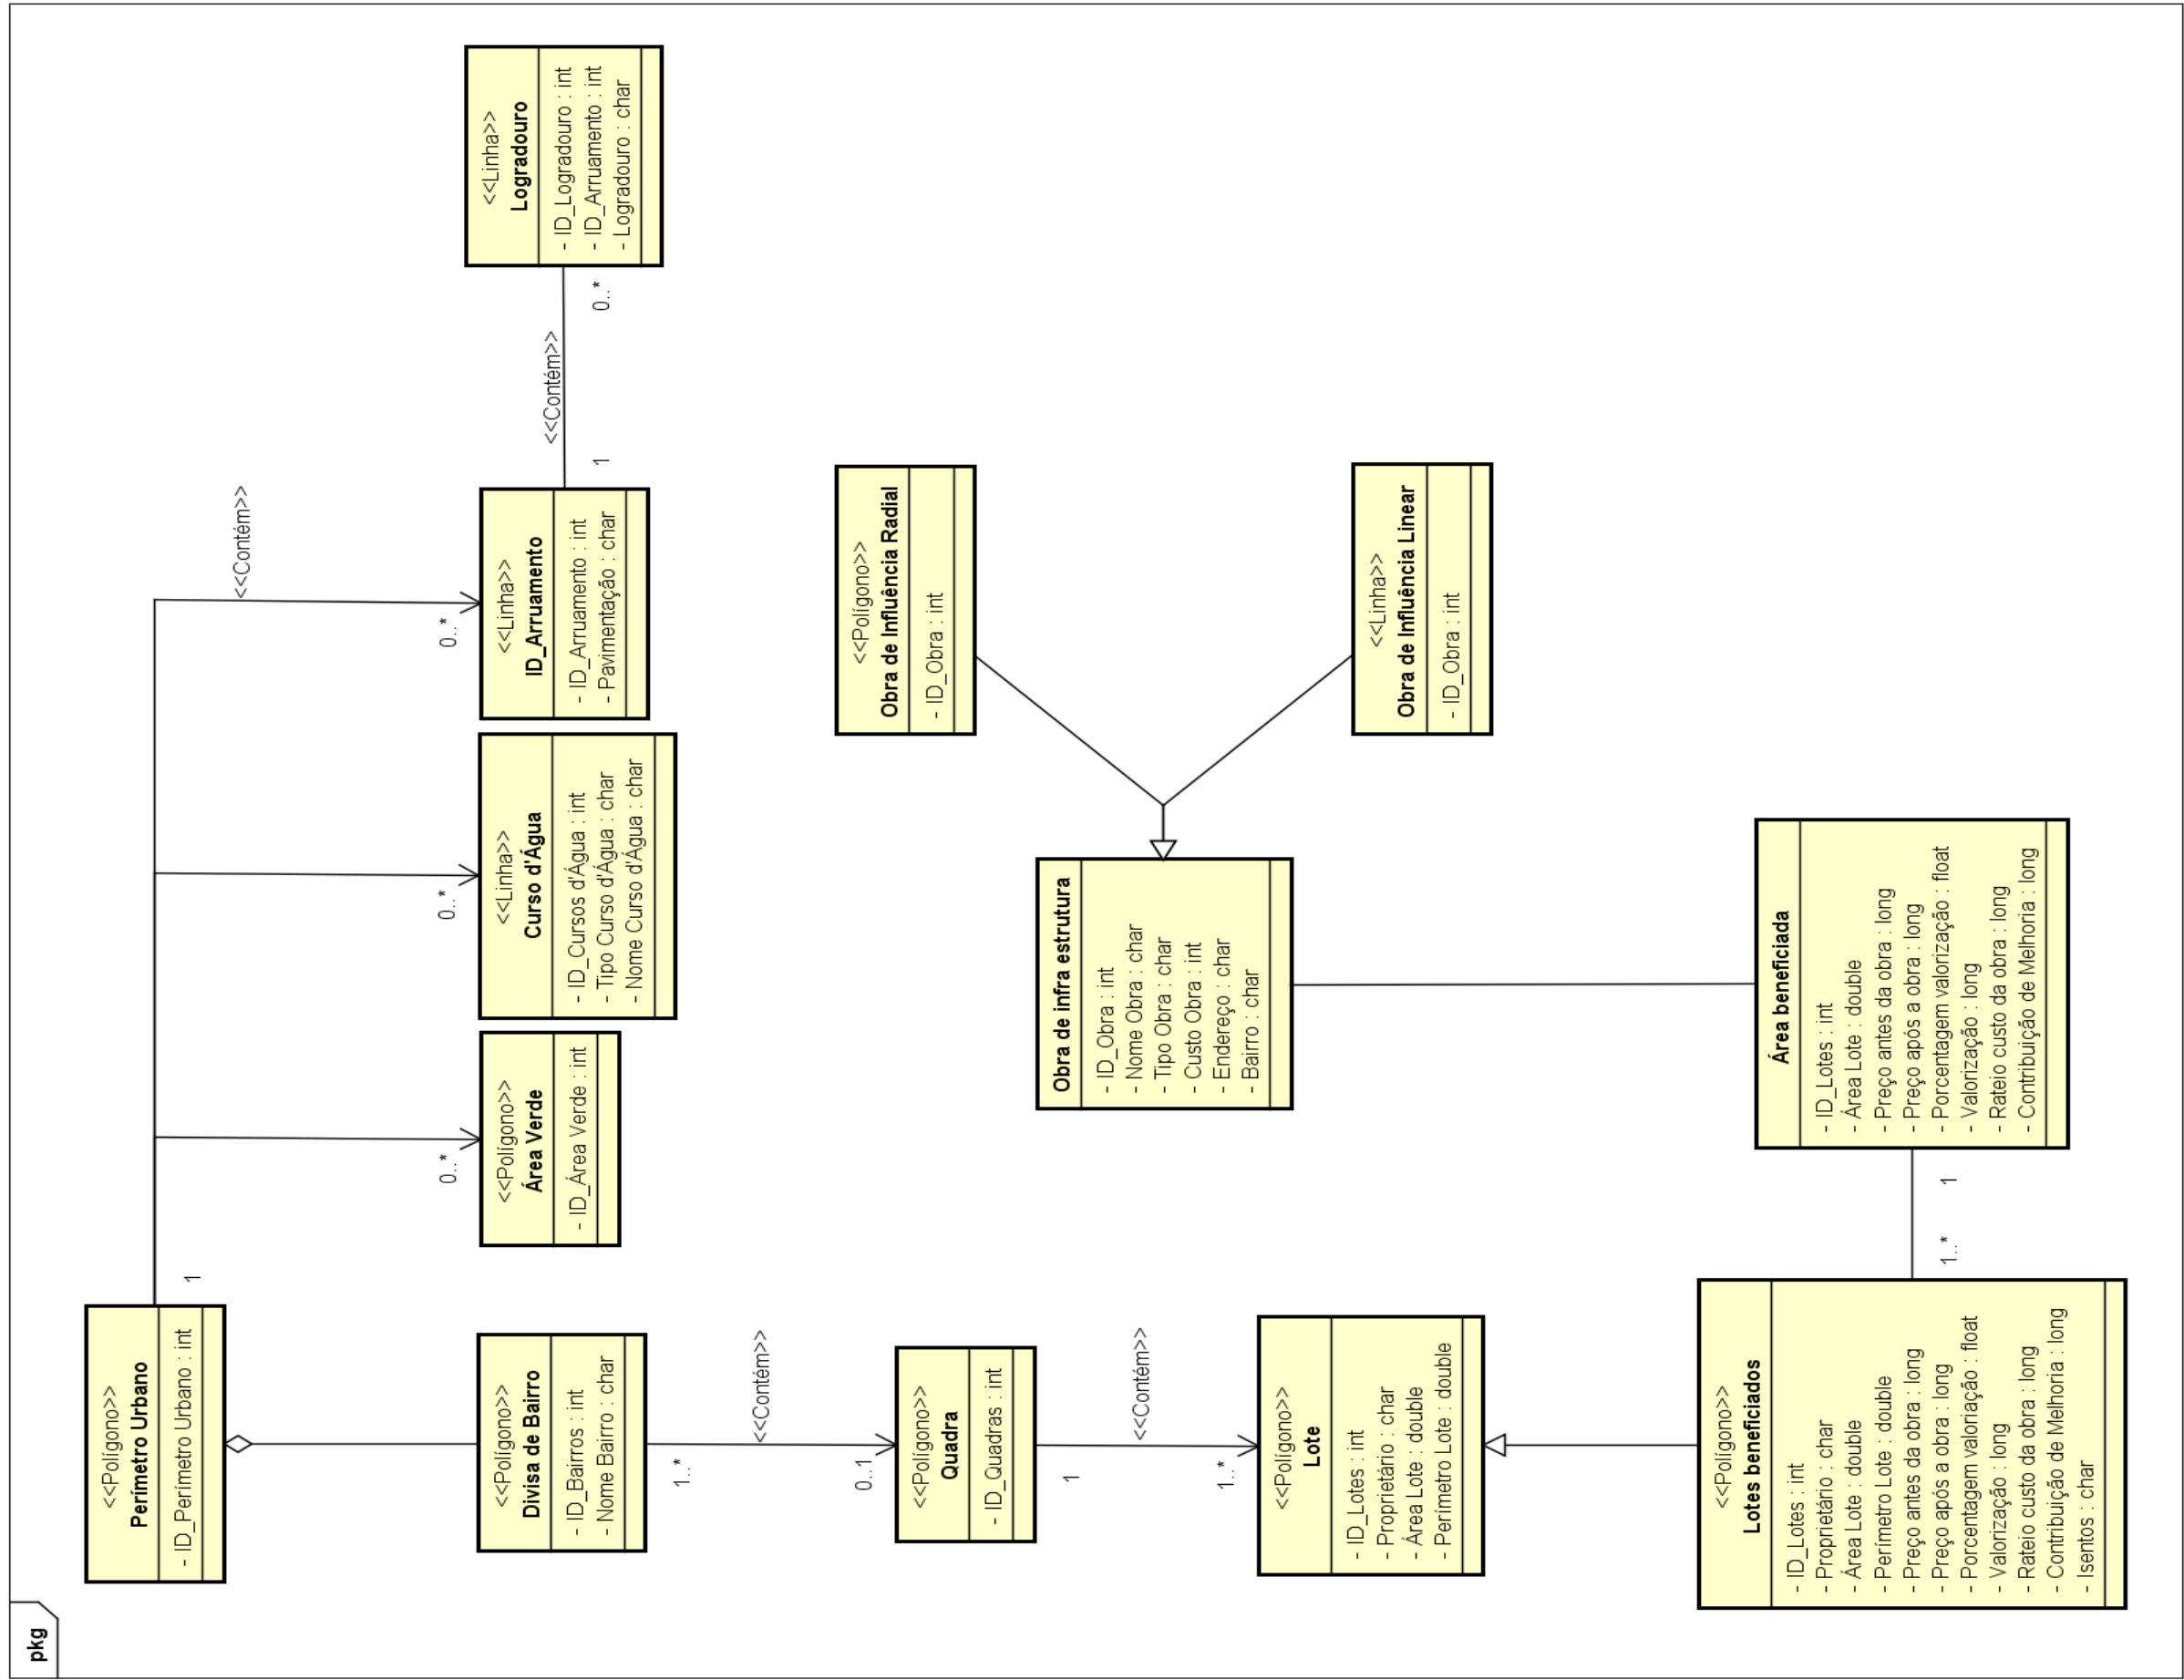 pkg
<<Polígono>>
Perímetro Urbano
- ID_Perímetro Urbano : int
1
<<Contém>>
0..*
0..*
0..*
<<Polígono>>
Divisa de Bairro
- ID_Bairros : int
- Nome Bairro : char
<<Polígono>>
Área Verde
- ID_Área Verde : int
<<Linha>>
Curso d'Água
- ID_Cursos d'Água : int
- Tipo Curso d'Água : char
- Nome Curso d'Água : char
<<Linha>>
ID_Arruamento
- ID_Arruamento : int
- Pavimentação : char
1
<<Contém>>
0..*
<<Linha>>
Logradouro
- ID_Logradouro : int
- ID_Arruamento : int
- Logradouro : char
1..*
<<Contém>>
0..1
<<Polígono>>
Quadra
- ID_Quadras : int
1
<<Contém>>
1..*
<<Polígono>>
Obra de Influência Radial
- ID_Obra : int
Obra de infra estrutura
- ID_Obra : int
- Nome Obra : char
- Tipo Obra : char
- Custo Obra : int
- Endereço : char
- Bairro : char
<<Polígono>>
Lote
- ID_Lotes : int
- Proprietário : char
- Área Lote : double
- Perímetro Lote : double
<<Linha>>
Obra de Influência Linear
- ID_Obra : int
<<Polígono>>
Lotes beneficiados
- ID_Lotes : int
- Proprietário : char
- Área Lote : double
- Perímetro Lote : double
- Preço antes da obra : long
- Preço após a obra : long
- Porcentagem valoriação : float
- Valorização : long
- Rateio custo da obra : long
- Contribuição de Melhoria : long
- Isentos : char
1..*
1
Área beneficiada
- ID_Lotes : int
- Área Lote : double
- Preço antes da obra : long
- Preço após a obra : long
- Porcentagem valorização : float
- Valorização : long
- Rateio custo da obra : long
- Contribuição de Melhoria : long